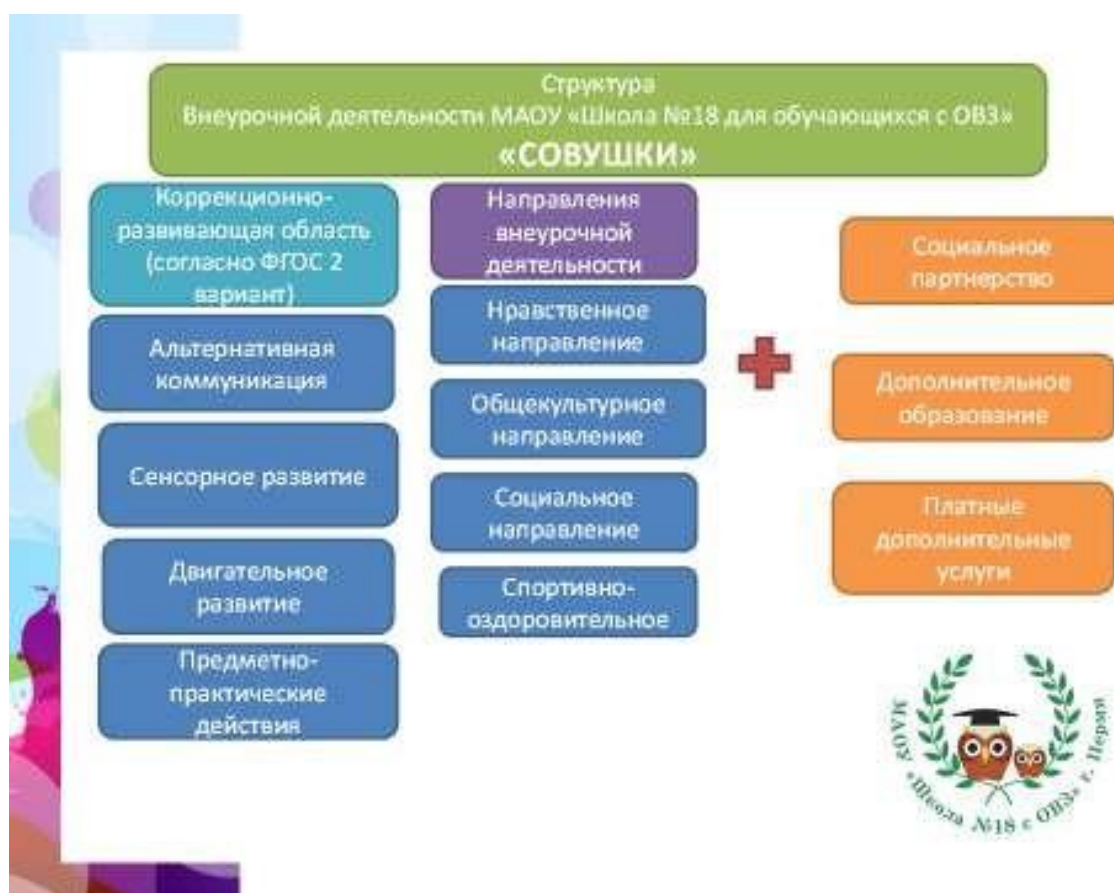 Структура
Внеурочной деятельности МАОУ «Школа №18 для обучающихся с ОВЗ»
«СОВУШКИ»
Коррекционно-
развивающая область
(согласно ФГОС 2
вариант)
Альтернативная
коммуникация
Сенсорное развитие
Двигательное
развитие
Предметно-
практические
действия
Направления
внеурочной
деятельности
Нравственное
направление
Общекультурное
направление
Социальное
направление
Спортивно-
оздоровительное
Социальное
партнерство
Дополнительное
образование
Платные
дополнительные
услуги
МАОУ «Школа №18 с ОВЗ» г. Перми